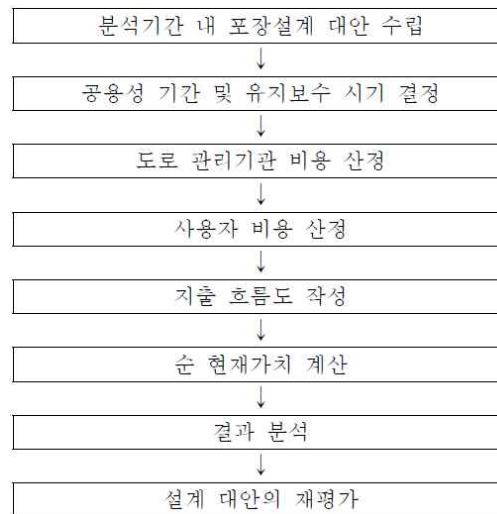 분석기간 내 포장설계 대안 수립
↓
공용성 기간 및 유지보수 시기 결정
↓
도로 관리기관 비용 산정
↓
사용자 비용 산정
↓
지출 흐름도 작성
↓
순 현재가치 계산
↓
결과 분석
↓
설계 대안의 재평가